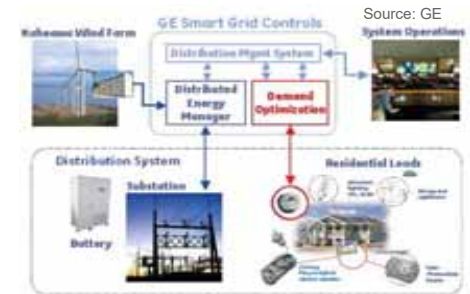 Source: GE
GE Smart Grid Controls
Kaheawa Wind Farm
System Operations
Distribution Mgmt System
Distributed
Energy
Manager
Demand
Optimization
Distribution System
Residential Loads
Substation
Battery